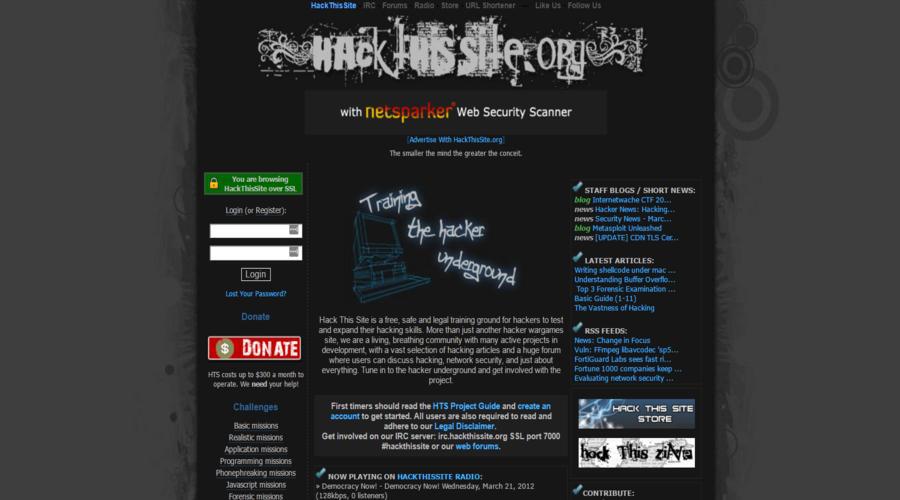 HackThisSite IRC Forums Radio Store URL Shortener Like Us Follow Us
HackThisSite.org
with netsparker Web Security Scanner
[Advertise With HackThisSite.org]
The smaller the mind the greater the conceit.
You are browsing
HackThisSite over SSL
Login (or Register):
Login
Lost Your Password?
Donate
DONATE
HTS costs up to $300 a month to
operate. We need your help!
Challenges
Basic missions
Realistic missions
Application missions
Programming missions
Phonephreaking missions
Javascript missions
Forensic missions
Training
the hacker
underground
Hack This Site is a free, safe and legal training ground for hackers to test
and expand their hacking skills. More than just another hacker wargames
site, we are a living, breathing community with many active projects in
development, with a vast selection of hacking articles and a huge forum
where users can discuss hacking, network security, and just about
everything. Tune in to the hacker underground and get involved with the
project.
First timers should read the HTS Project Guide and create an
account to get started. All users are also required to read and
adhere to our Legal Disclaimer.
Get involved on our IRC server: irc.hackthissite.org SSL port 7000
#hackthissite or our web forums.
NOW PLAYING ON HACKTHISSITE RADIO:
» Democracy Now! - Democracy Now! Wednesday, March 21, 2012
(128kbps, 0 listeners)
STAFF BLOGS / SHORT NEWS:
blog Internetwache CTF 20...
news Hacker News: Hacking...
news Security News - Marc...
blog Metasploit Unleashed
news [UPDATE] CDN TLS Cer...
LATEST ARTICLES:
Writing shellcode under mac ...
Understanding Buffer Overflo...
Top 3 Forensic Examination ...
Basic Guide (1-11)
The Vastness of Hacking
RSS FEEDS:
News: Change in Focus
Vuln: FFmpeg libavcodec 'sp5...
FortiGuard Labs sees fast ri...
Fortune 1000 companies keep ...
Evaluating network security ...
HACK THIS SITE
STORE
hack This ziNe
CONTRIBUTE: